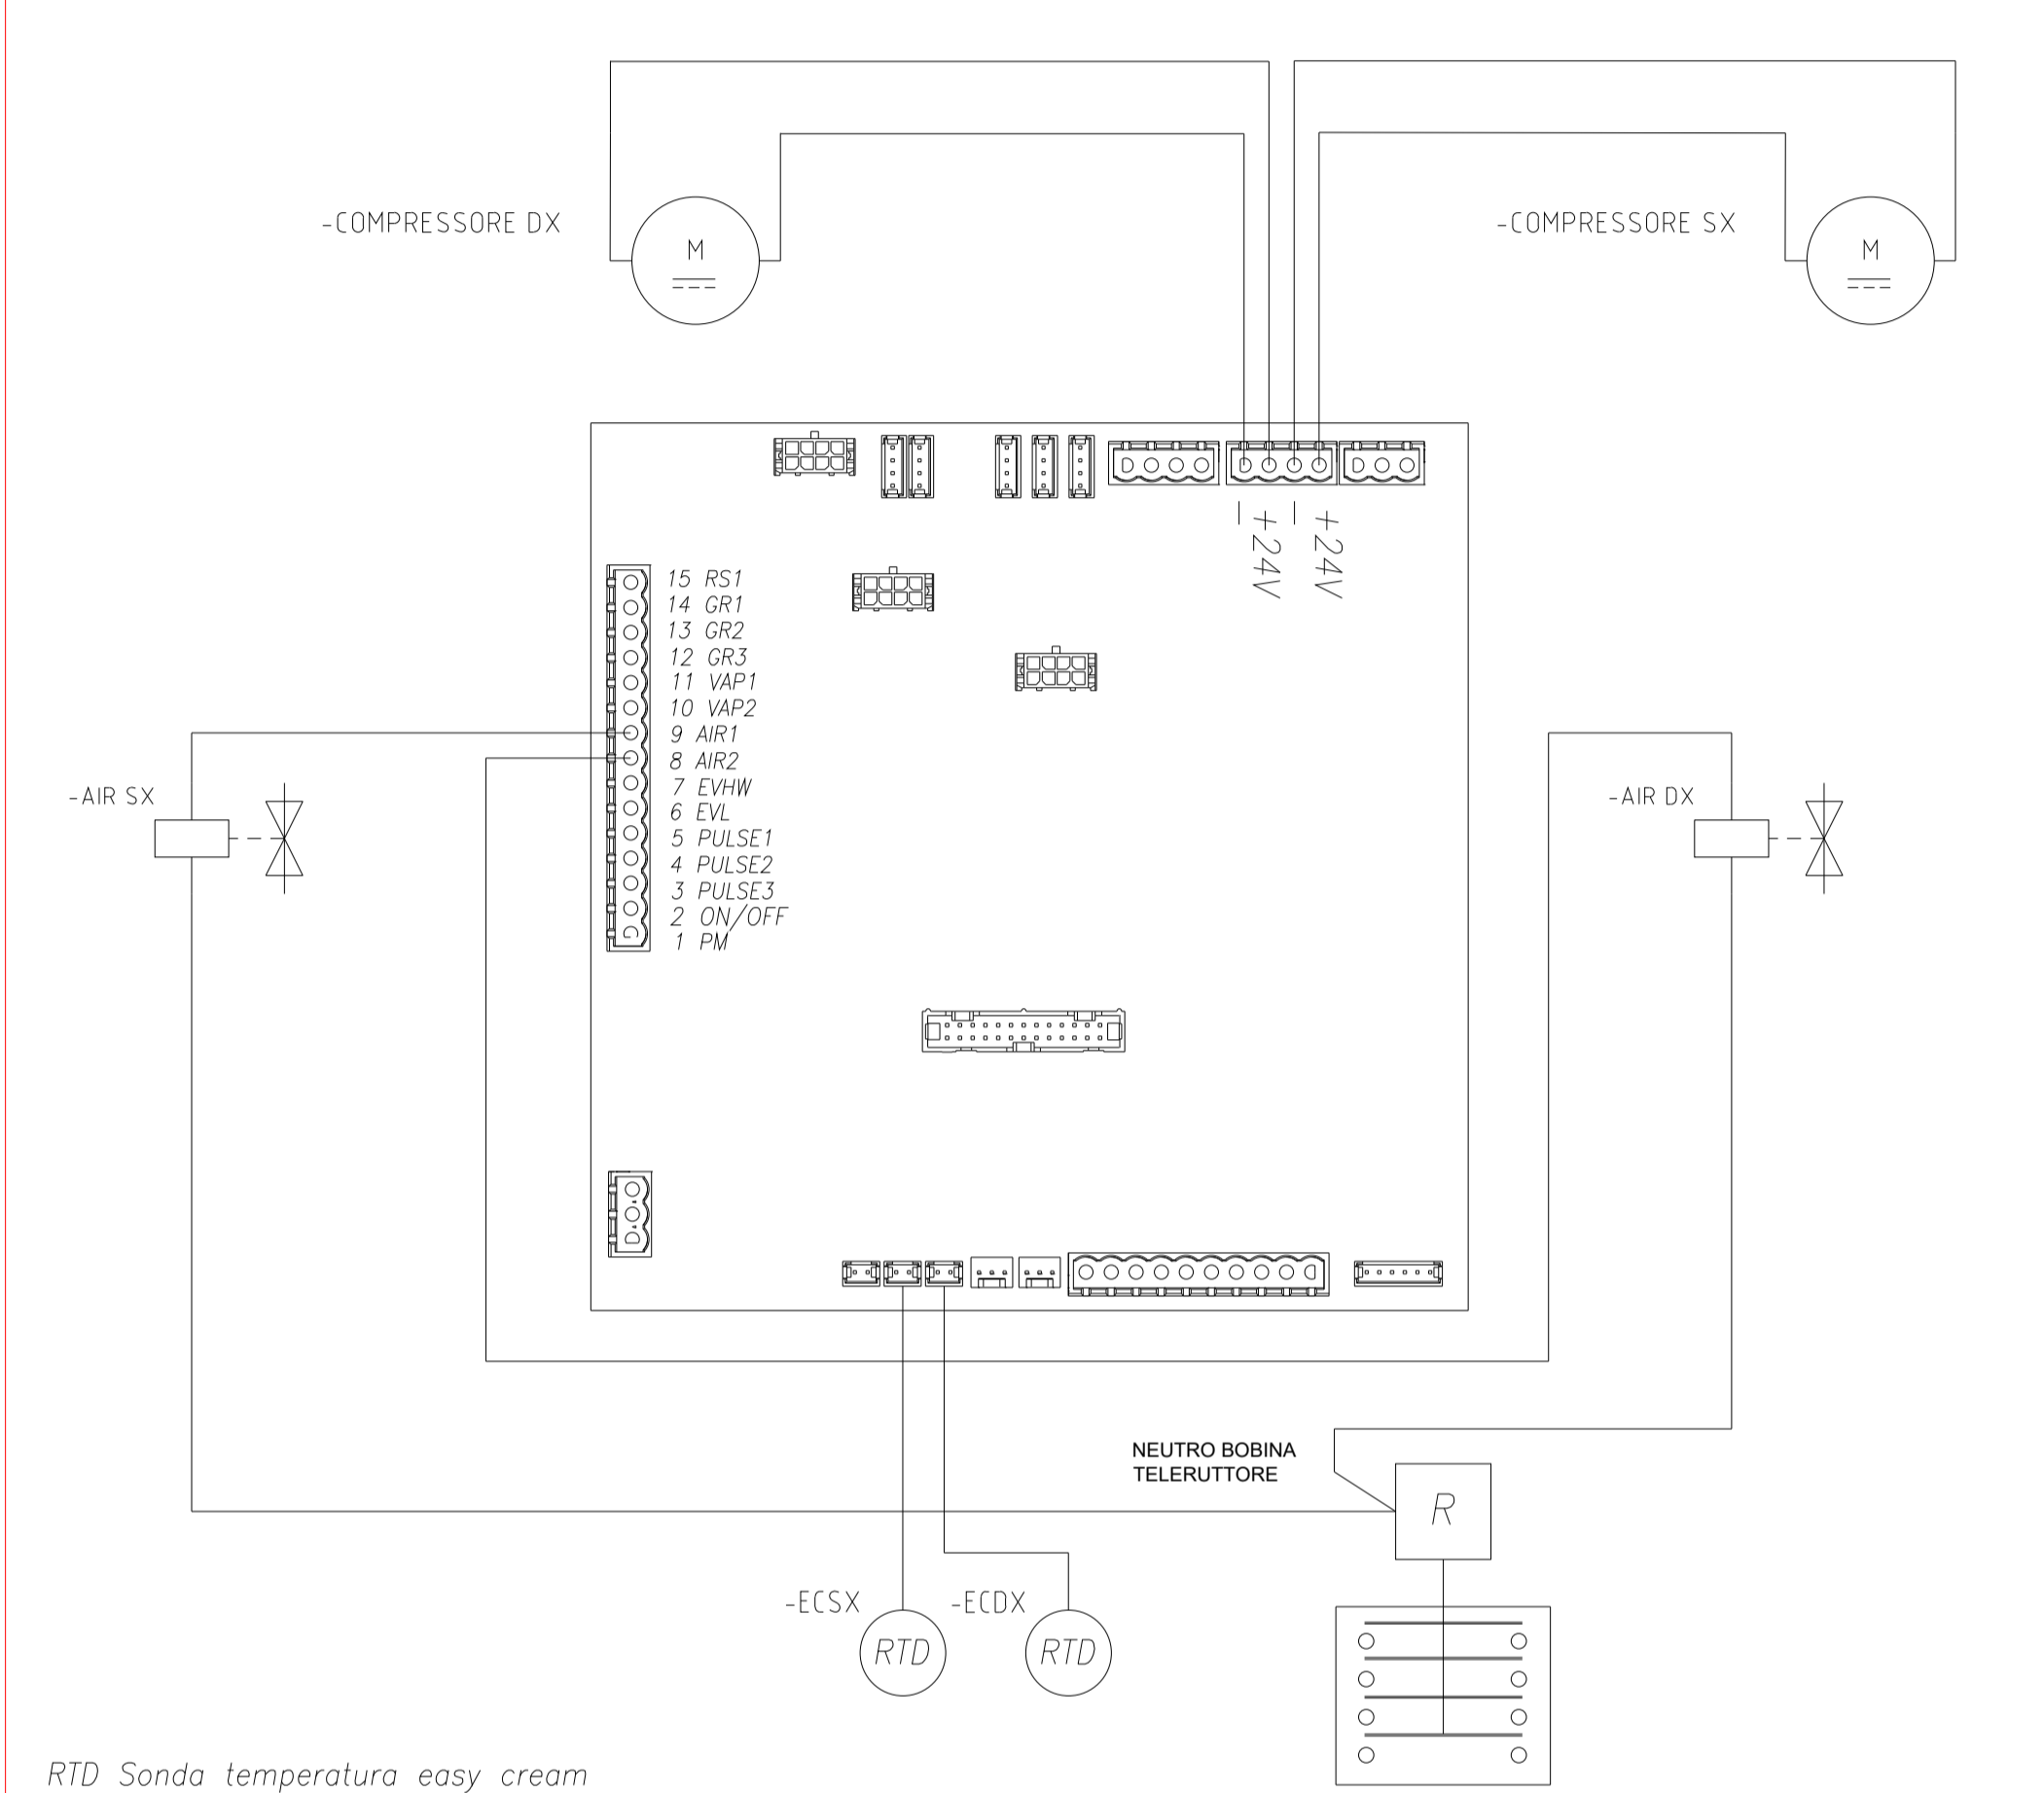 -COMPRESSORE DX
-COMPRESSORE SX
M
M
- +24V - +24V
15 RS1
14 GR1
13 GR2
12 GR3
11 VAP1
10 VAP2
9 AIR1
8 AIR2
7 EVHW
6 EVL
5 PULSE1
4 PULSE2
3 PULSE3
2 ON/OFF
1 PM
-AIR SX
-AIR DX
NEUTRO BOBINA
TELERUTTORE
R
-ECSX
-ECDX
RTD
RTD
RTD Sonda temperatura easy cream